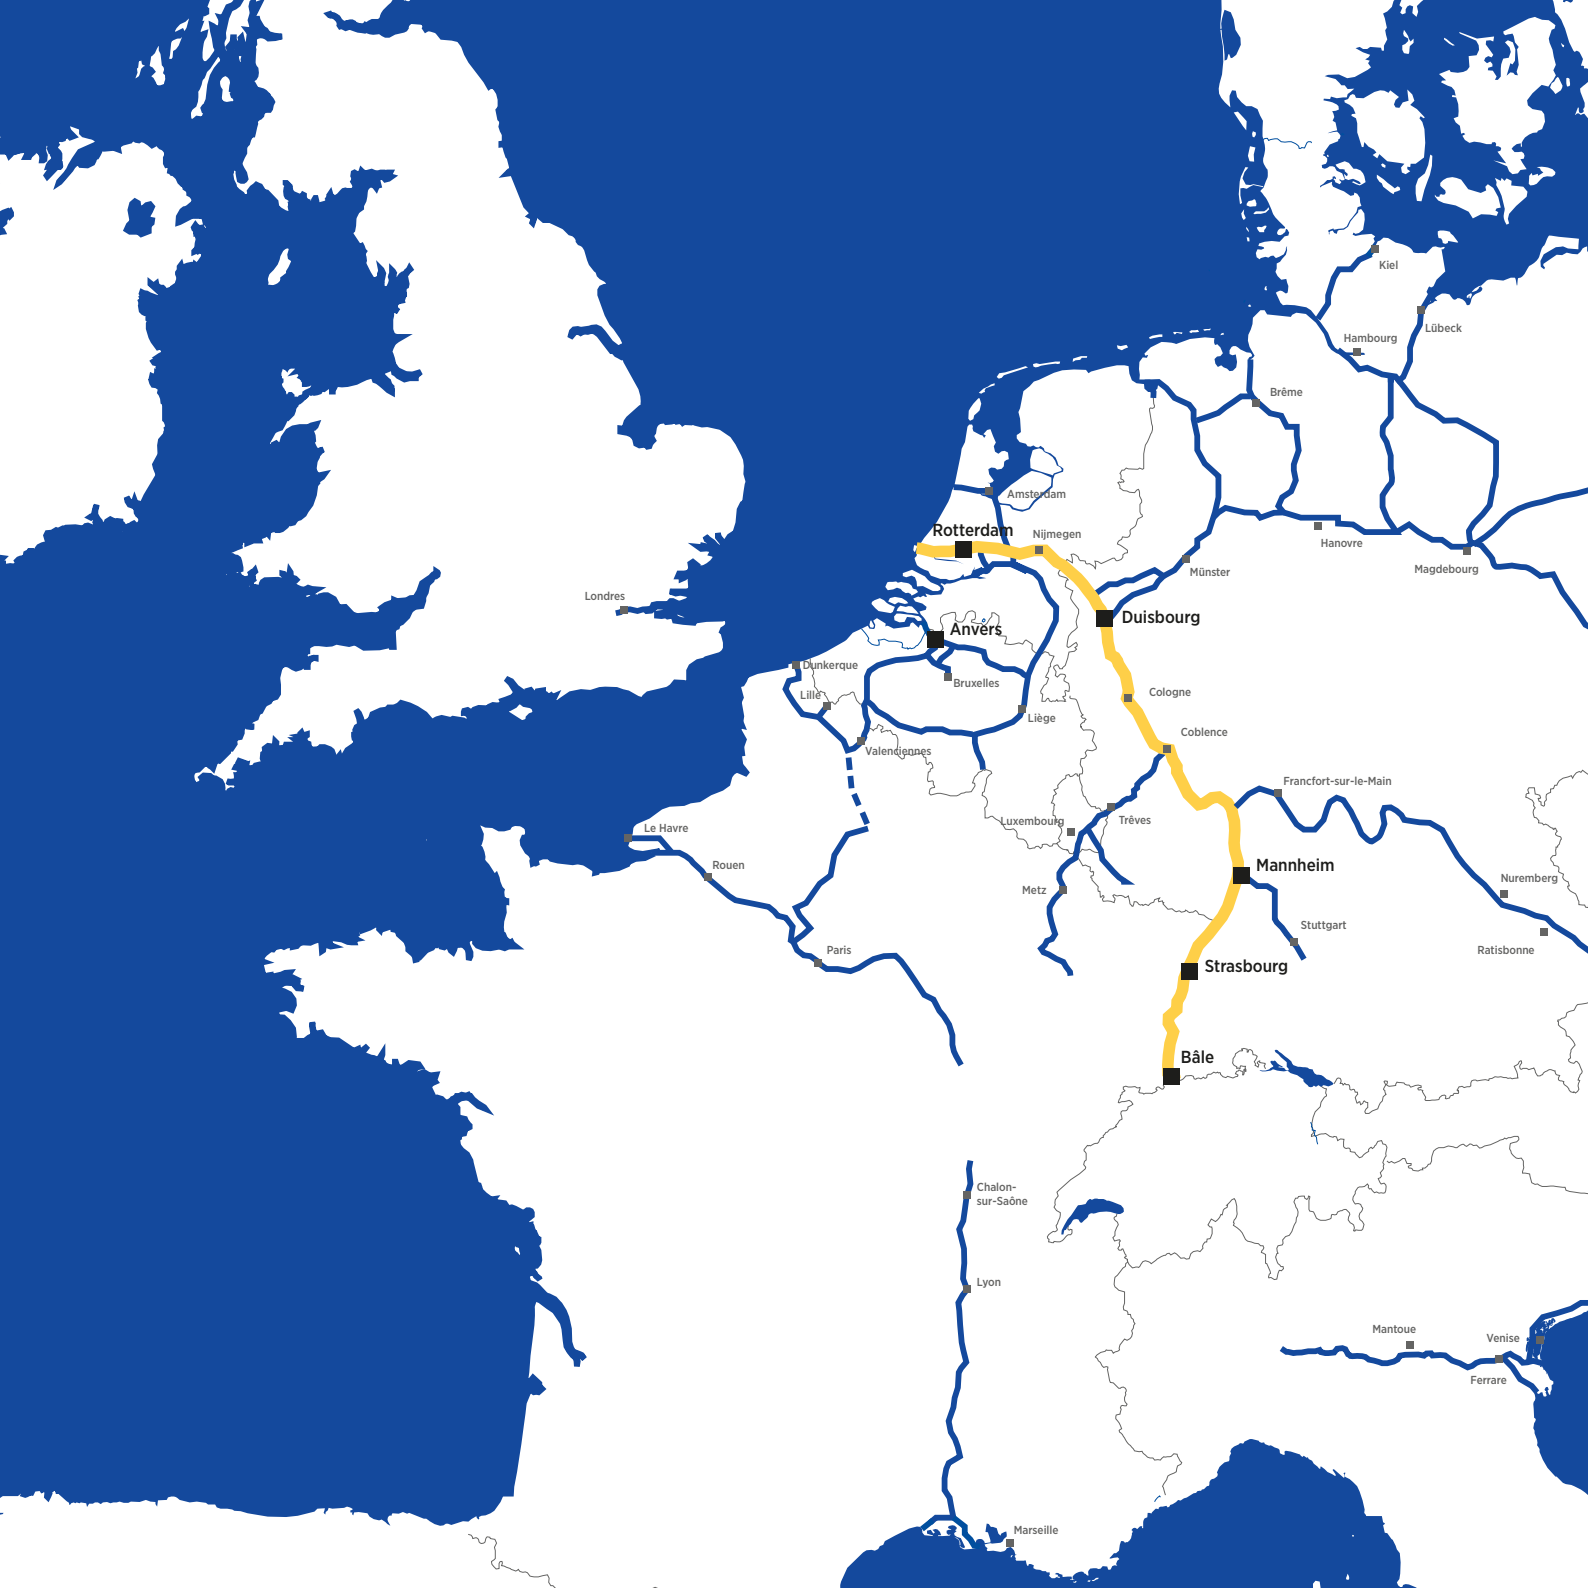 Kiel
Lübeck
Hambourg
Brême
Amsterdam
Rotterdam
Nijmegen
Hanovre
Magdebourg
Münster
Londres
Duisbourg
Anvers
Dunkerque
Bruxelles
Lille
Cologne
Liège
Coblence
Valenciennes
Francfort-sur-le-Main
Luxembourg
Trêves
Le Havre
Rouen
Mannheim
Metz
Nuremberg
Stuttgart
Paris
Ratisbonne
Strasbourg
Bâle
Chalon-
sur-Saône
Lyon
Mantoue
Venise
Ferrare
Marseille